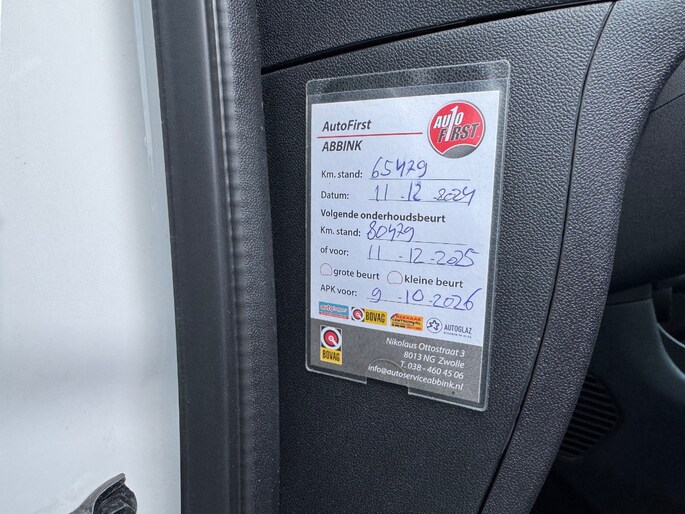 AutoFirst
ABBINK
AUTO FIRST
Km. stand: 65479
Datum: 11-12-2024
Volgende onderhoudsbeurt
Km. stand: 80479
of voor: 11-12-2025
grote beurt kleine beurt
APK voor: 9-10-2026
BOVAG
AUTOGLAZ
BOVAG
Nikolaus Ottostraat 3
8013 NG Zwolle
T. 038 - 460 45 06
info@autoserviceabbink.nl